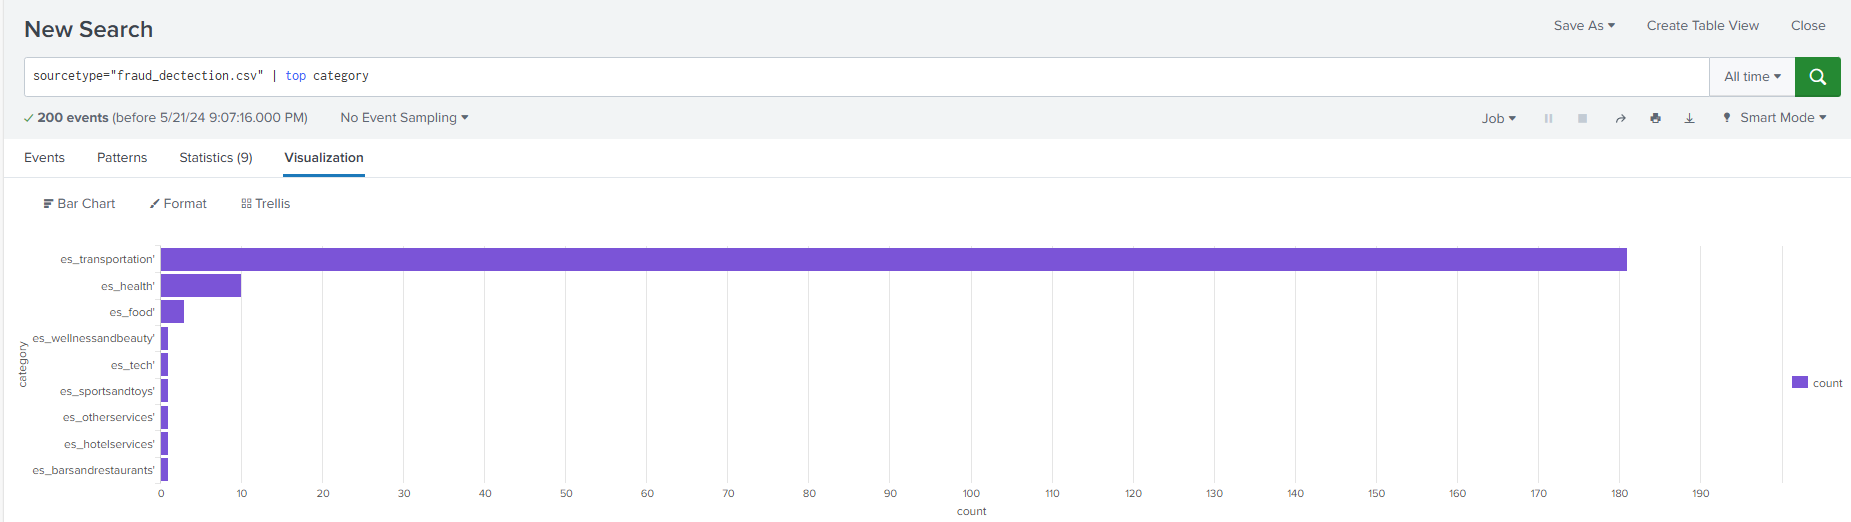 New Search
Save As ▾ Create Table View Close
sourcetype="fraud_dectection.csv" | top category
All time ▾
✓ 200 events (before 5/21/24 9:07:16.000 PM) No Event Sampling ▾
Job ▾ Smart Mode ▾
Events Patterns Statistics (9) Visualization
Bar Chart Format Trellis
es_transportation'
es_health'
es_food'
es_wellnessandbeauty'
es_tech'
es_sportsandtoys'
es_otherservices'
es_hotelservices'
es_barsandrestaurants'
category
0 10 20 30 40 50 60 70 80 90 100 110 120 130 140 150 160 170 180 190
count
count